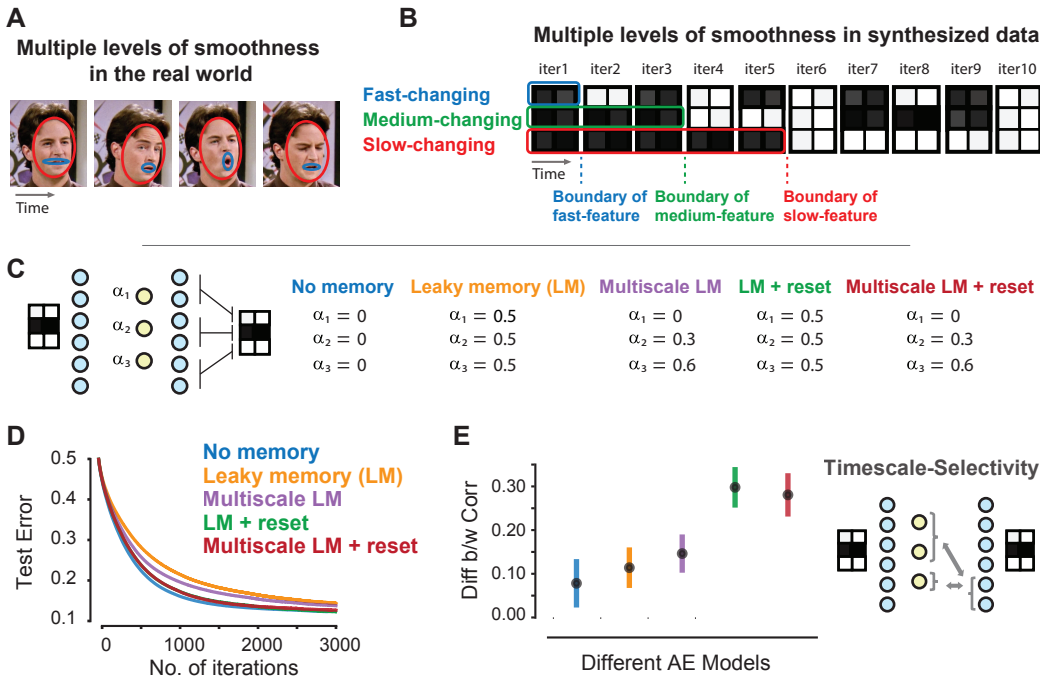 A
Multiple levels of smoothness
in the real world
Time
B
Multiple levels of smoothness in synthesized data
iter1 iter2 iter3 iter4 iter5 iter6 iter7 iter8 iter9 iter10
Fast-changing
Medium-changing
Slow-changing
Time
Boundary of
fast-feature
Boundary of
medium-feature
Boundary of
slow-feature
C
α1
α2
α3
No memory Leaky memory (LM) Multiscale LM LM + reset Multiscale LM + reset
α1 = 0 α1 = 0.5 α1 = 0 α1 = 0.5 α1 = 0
α2 = 0 α2 = 0.5 α2 = 0.3 α2 = 0.5 α2 = 0.3
α3 = 0 α3 = 0.5 α3 = 0.6 α3 = 0.5 α3 = 0.6
D
No memory
Leaky memory (LM)
Multiscale LM
LM + reset
Multiscale LM + reset
Test Error
0.5
0.4
0.3
0.2
0.1
0 1000 2000 3000
No. of iterations
E
Diff b/w Corr
0.30
0.20
0.10
0.00
Different AE Models
Timescale-Selectivity